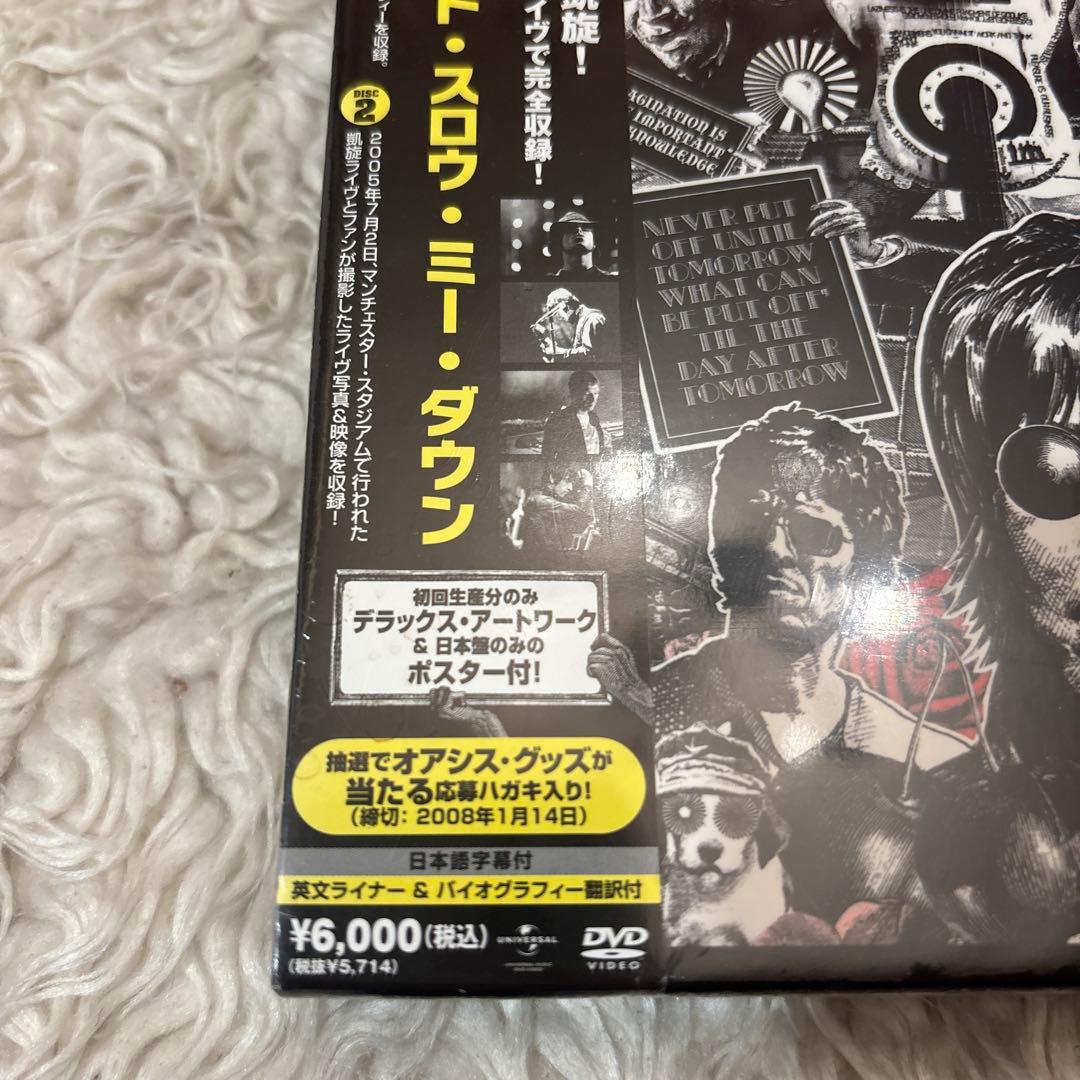 凱旋!
イヴで完全収録!
ト・スロウ・ミー・ダウン
ィーを収録。
DISC 2
2005年7月2日、マンチェスター・スタジアムで行われた
凱旋ライヴとファンが撮影したライヴ写真&映像を収録!
初回生産分のみ
デラックス・アートワーク
& 日本盤のみの
ポスター付!
抽選でオアシス・グッズが
当たる応募ハガキ入り!
(締切: 2008年1月14日)
日本語字幕付
英文ライナー & バイオグラフィー翻訳付
¥6,000(税込)
(税抜¥5,714)
UNIVERSAL
DVD
VIDEO
AGINATION IS
IMPORTANT
KNOWLEDGE
NEVER PUT
OFF UNTIL
TOMORROW
WHAT CAN
BE PUT OFF'
TIL THE
DAY AFTER
TOMORROW